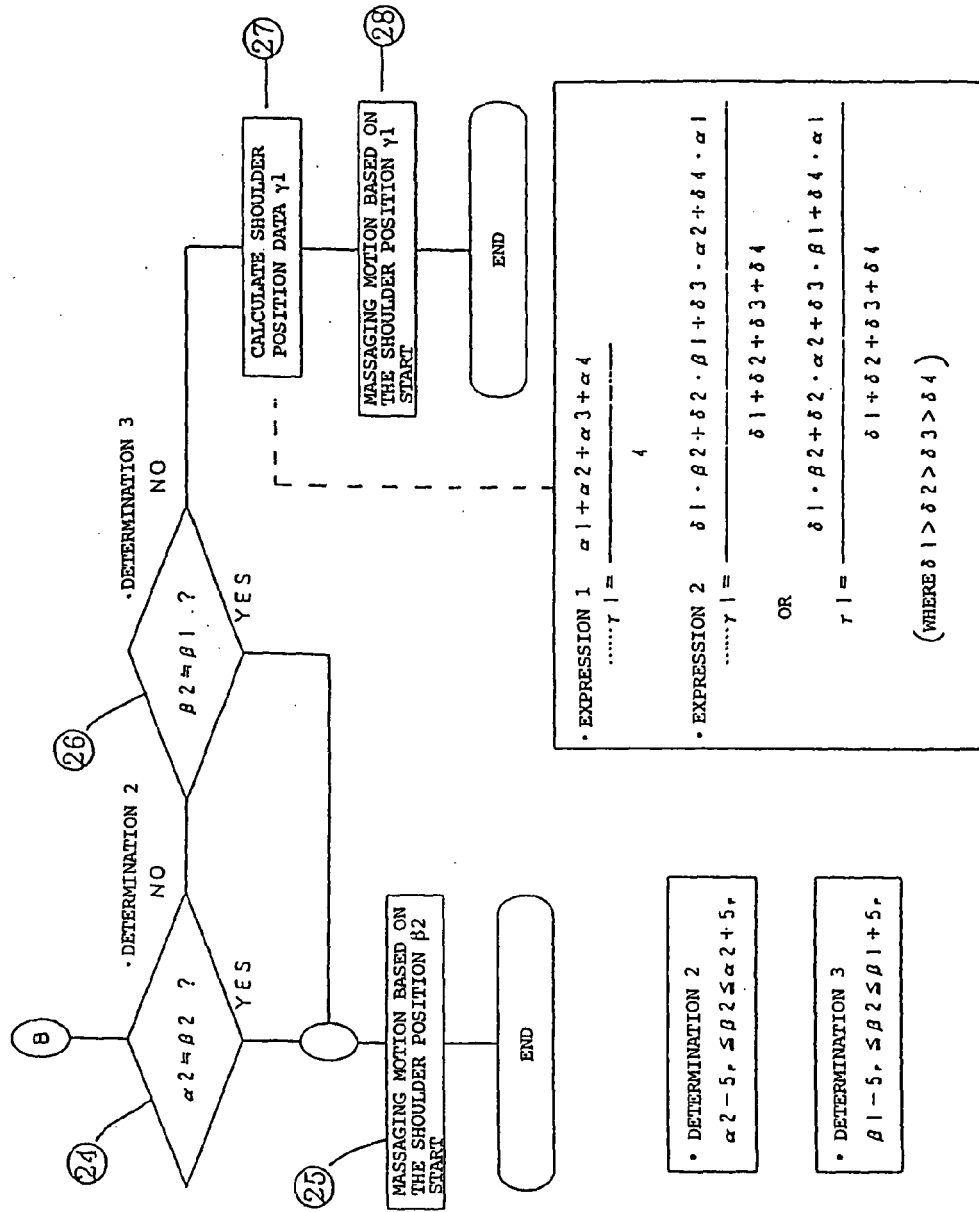 B
24
α2≒β2 ?
• DETERMINATION 2
NO
YES
26
β2≒β1 ?
• DETERMINATION 3
NO
YES
25
MASSAGING MOTION BASED ON
THE SHOULDER POSITION β2
START
END
27
CALCULATE SHOULDER
POSITION DATA γ1
28
MASSAGING MOTION BASED ON
THE SHOULDER POSITION γ1
START
END
• DETERMINATION 2
α2-5r ≤β2≤α2+5r
• DETERMINATION 3
β1-5r ≤β2≤β1+5r
• EXPRESSION 1 α1+α2+α3+α4
......γ1=
4
• EXPRESSION 2 δ1・β2+δ2・β1+δ3・α2+δ4・α1
......γ1=
δ1+δ2+δ3+δ4
OR
δ1・β2+δ2・α2+δ3・β1+δ4・α1
γ1=
δ1+δ2+δ3+δ4
(WHERE δ1>δ2>δ3>δ4)